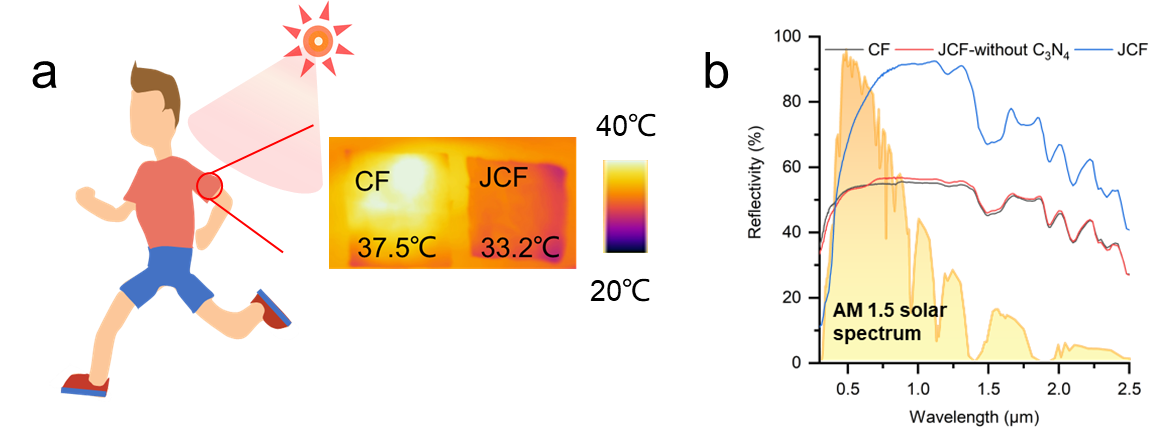 a
CF
JCF
37.5℃
33.2℃
40℃
20℃
b
CF
JCF-without C₃N₄
JCF
100
80
60
40
20
0
Reflectivity (%)
AM 1.5 solar
spectrum
0.5 1.0 1.5 2.0 2.5
Wavelength (μm)